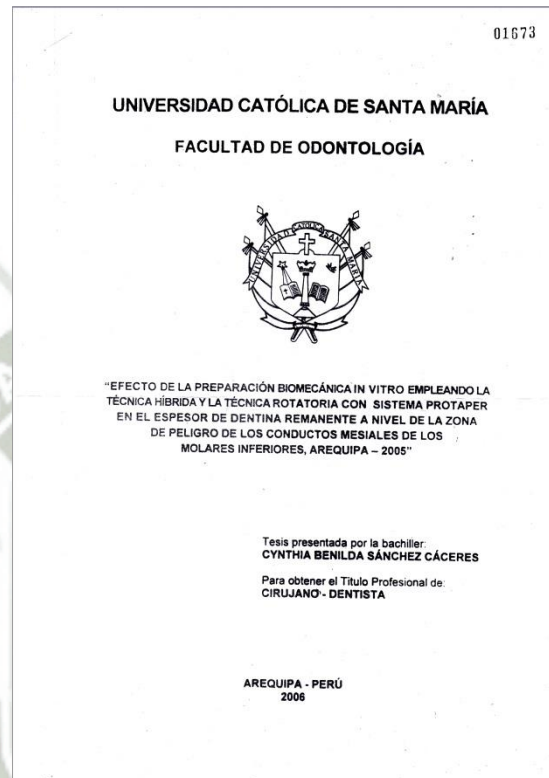 01673
UNIVERSIDAD CATÓLICA DE SANTA MARÍA
FACULTAD DE ODONTOLOGÍA
"EFECTO DE LA PREPARACIÓN BIOMECÁNICA IN VITRO EMPLEANDO LA
TÉCNICA HÍBRIDA Y LA TÉCNICA ROTATORIA CON SISTEMA PROTAPER
EN EL ESPESOR DE DENTINA REMANENTE A NIVEL DE LA ZONA
DE PELIGRO DE LOS CONDUCTOS MESIALES DE LOS
MOLARES INFERIORES, AREQUIPA – 2005"
Tesis presentada por la bachiller:
CYNTHIA BENILDA SÁNCHEZ CÁCERES
Para obtener el Titulo Profesional de:
CIRUJANO - DENTISTA
AREQUIPA - PERÚ
2006